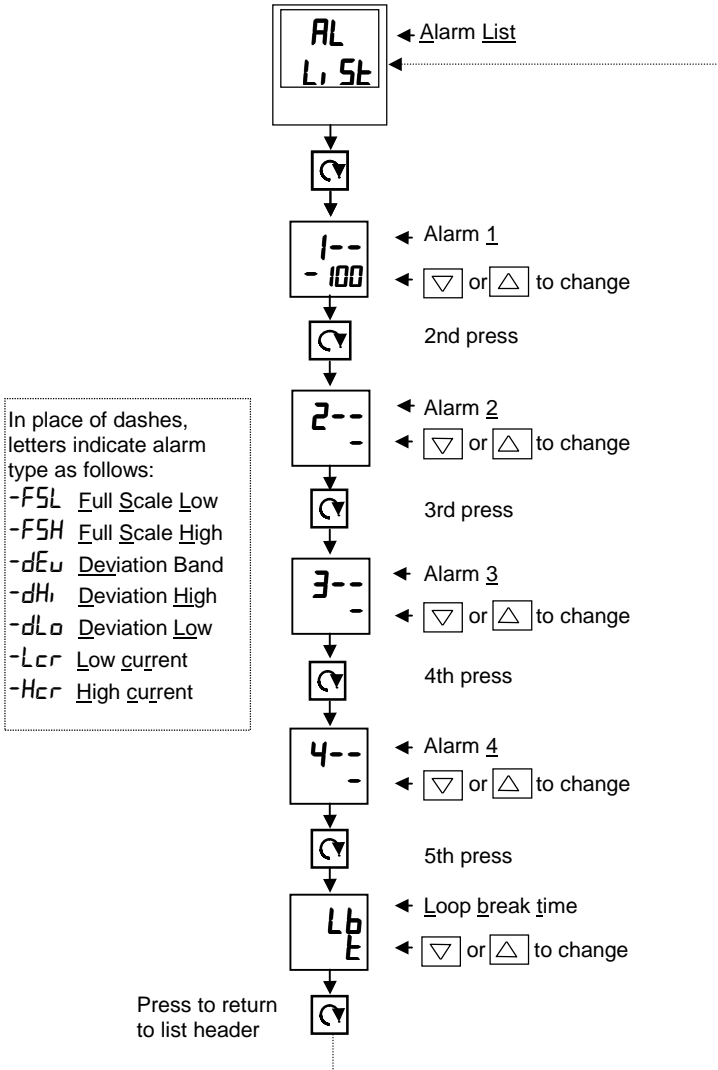 AL
Alarm List
Li St
1--
Alarm 1
-100
or to change
2nd press
2--
Alarm 2
-
or to change
In place of dashes,
letters indicate alarm
type as follows:
-FSL Full Scale Low
-FSH Full Scale High
-dEv Deviation Band
-dHi Deviation High
-dLo Deviation Low
-Lcr Low current
-Hcr High current
3rd press
3--
Alarm 3
-
or to change
4th press
4--
Alarm 4
-
or to change
5th press
Lb
Loop break time
t
or to change
Press to return
to list header